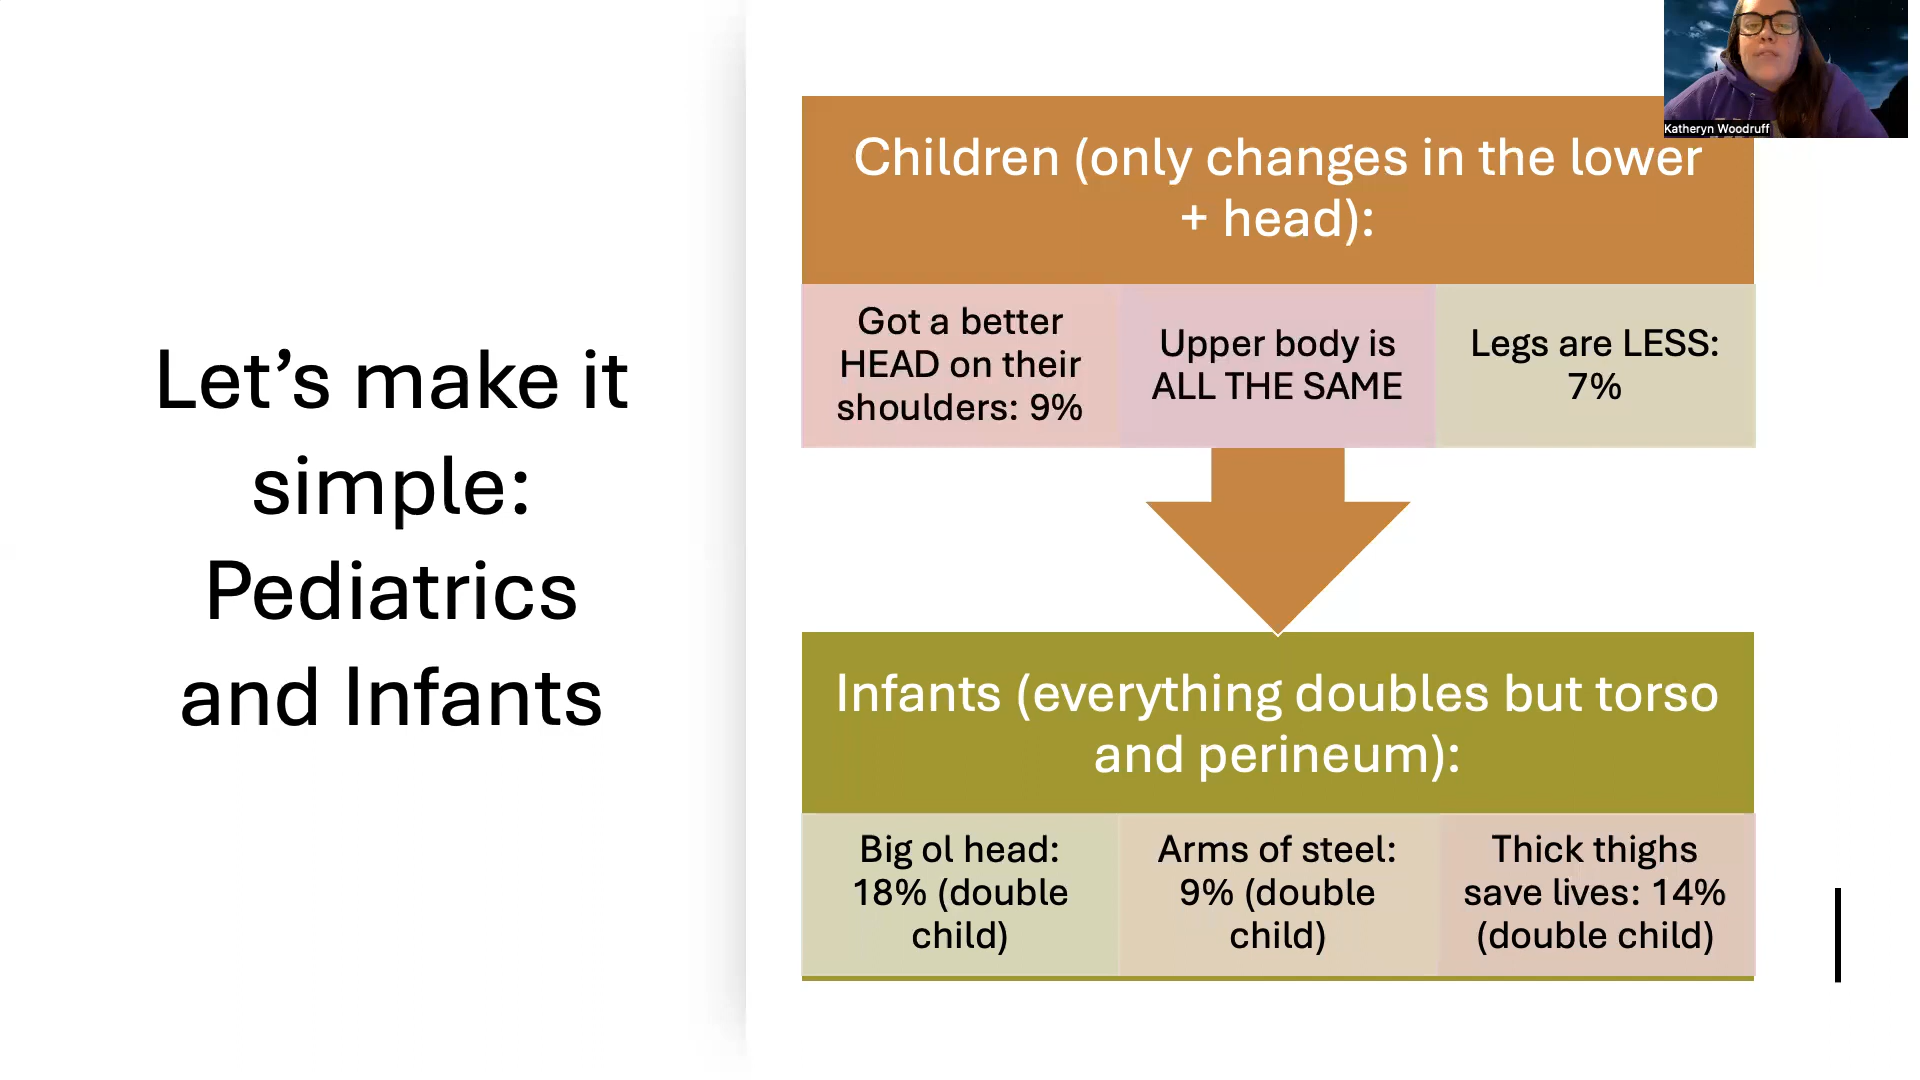 Let’s make it
simple:
Pediatrics
and Infants
Katheryn Woodruff
Children (only changes in the lower
+ head):
Got a better
HEAD on their
shoulders: 9%
Upper body is
ALL THE SAME
Legs are LESS:
7%
Infants (everything doubles but torso
and perineum):
Big ol head:
18% (double
child)
Arms of steel:
9% (double
child)
Thick thighs
save lives: 14%
(double child)